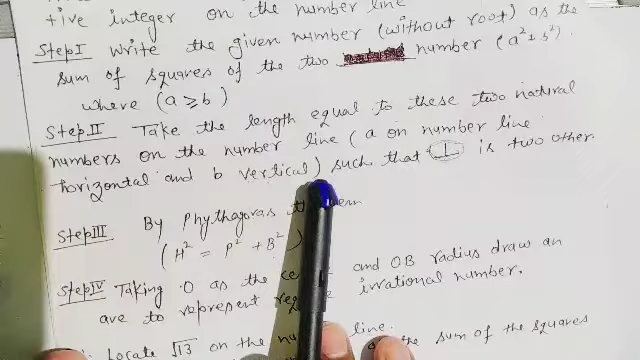 +ive integer on the number line
Step I Write the given number (without root) as the
sum of squares of the two number (a² + b²).
where (a ≥ b)
Step II Take the length equal to these two natural
numbers on the number line (a on number line
horizontal and b vertical) such that 1 is two other.
Step III By Phythagoras
(H² = P² + B²)
Step IV Taking O as the and OB radius draw an
arc to represent irrational number.
Locate √13 on the line.
the sum of the squares